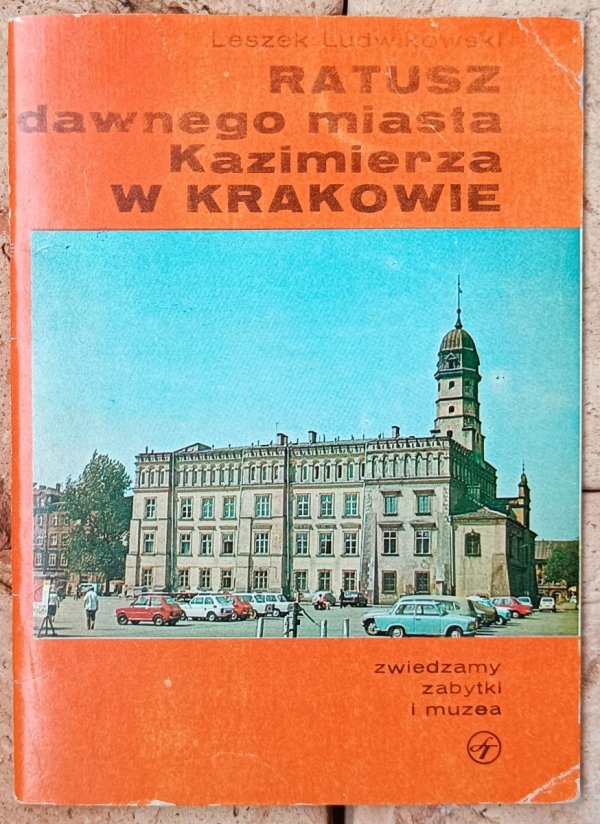 Leszek Ludwikowski
RATUSZ
dawnego miasta
Kazimierza
W KRAKOWIE
zwiedzamy
zabytki
i muzea